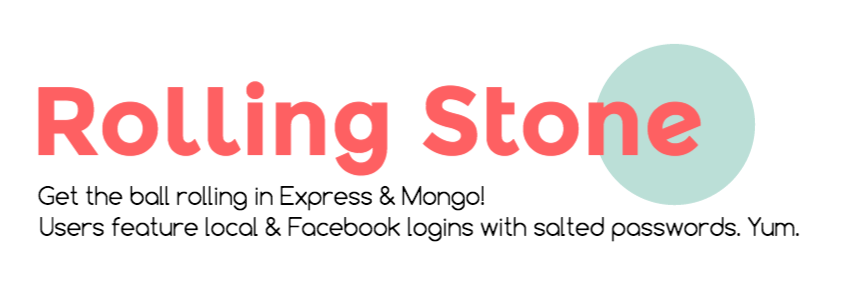 Rolling Stone
Get the ball rolling in Express & Mongo!
Users feature local & Facebook logins with salted passwords. Yum.